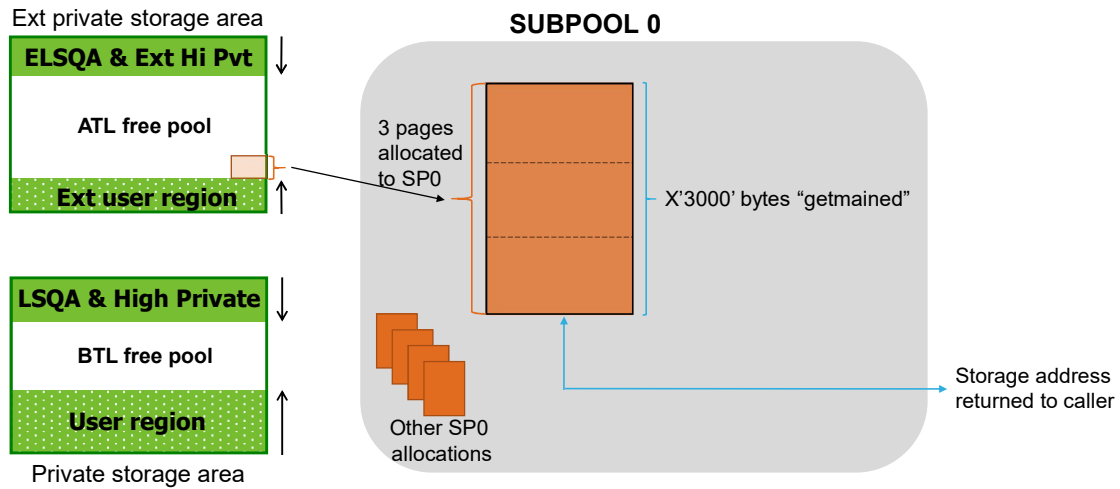 Ext private storage area
ELSQA & Ext Hi Pvt
ATL free pool
Ext user region
LSQA & High Private
BTL free pool
User region
Private storage area
SUBPOOL 0
3 pages
allocated
to SP0
X'3000' bytes “getmained”
Other SP0
allocations
Storage address
returned to caller